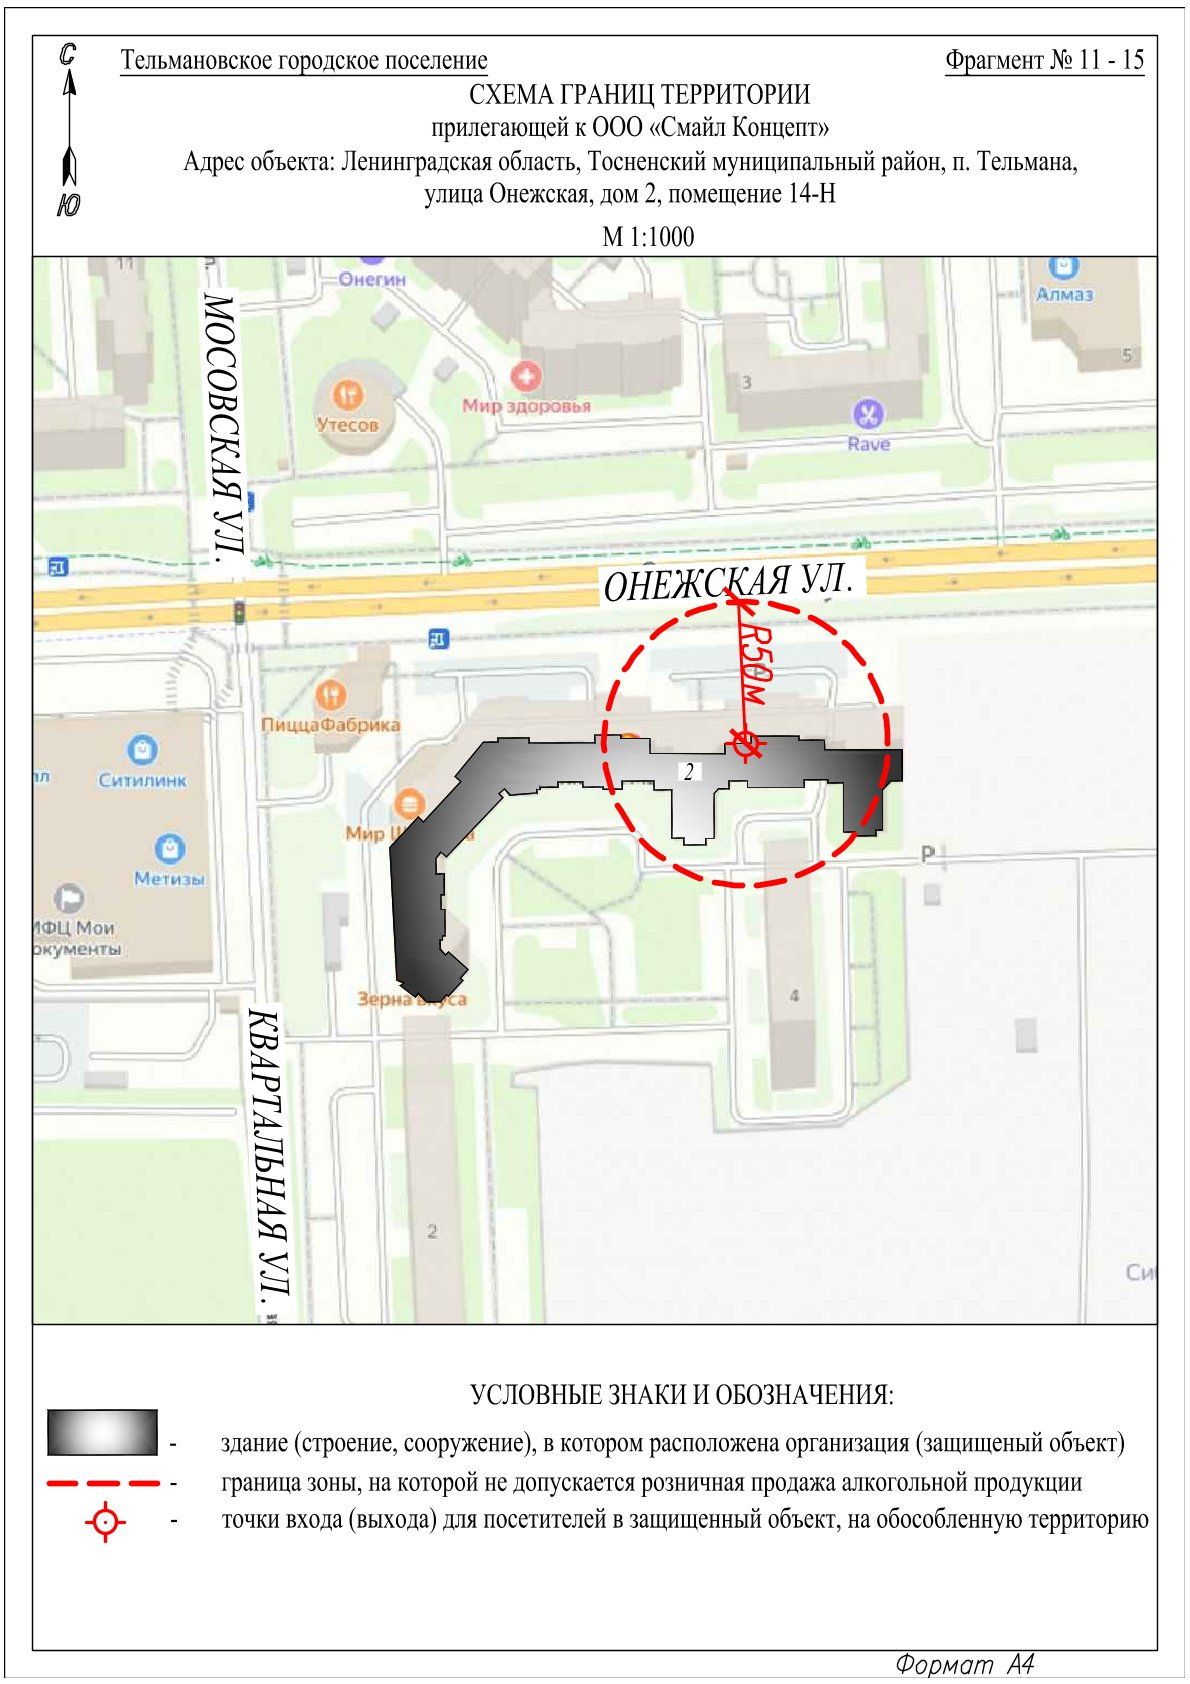 С
Ю
Тельмановское городское поселение
Фрагмент № 11 - 15
СХЕМА ГРАНИЦ ТЕРРИТОРИИ
прилегающей к ООО «Смайл Концепт»
Адрес объекта: Ленинградская область, Тосненский муниципальный район, п. Тельмана,
улица Онежская, дом 2, помещение 14-Н
М 1:1000
11
Онегин
Алмаз
5
МОСОВСКАЯ УЛ.
3
Утесов
Мир здоровья
Rave
ОНЕЖСКАЯ УЛ.
R50м
ПиццаФабрика
Ситилинк
2
Мир
Метизы
P
МФЦ Мои
документы
Зерна вкуса
4
КВАРТАЛЬНАЯ УЛ.
2
УСЛОВНЫЕ ЗНАКИ И ОБОЗНАЧЕНИЯ:
- здание (строение, сооружение), в котором расположена организация (защищеный объект)
- граница зоны, на которой не допускается розничная продажа алкогольной продукции
- точки входа (выхода) для посетителей в защищенный объект, на обособленную территорию
Формат А4